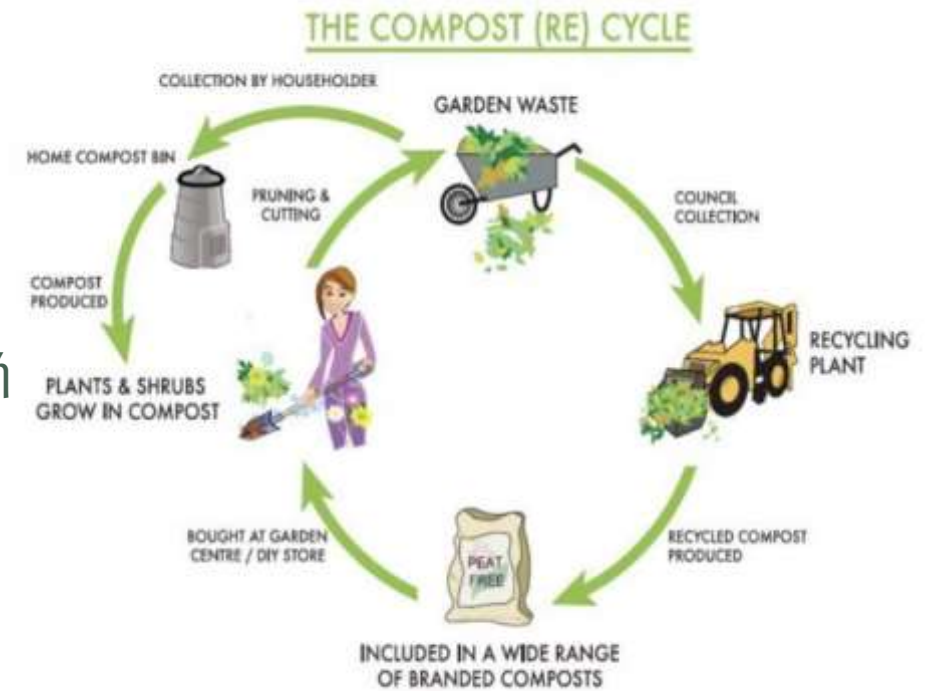 THE COMPOST (RE) CYCLE
COLLECTION BY HOUSEHOLDER
GARDEN WASTE
HOME COMPOST BIN
PRUNING &
CUTTING
COUNCIL
COLLECTION
COMPOST
PRODUCED
RECYCLING
PLANT
ή
PLANTS & SHRUBS
GROW IN COMPOST
BOUGHT AT GARDEN
CENTRE / DIY STORE
PEAT
FREE
RECYCLED COMPOST
PRODUCED
INCLUDED IN A WIDE RANGE
OF BRANDED COMPOSTS